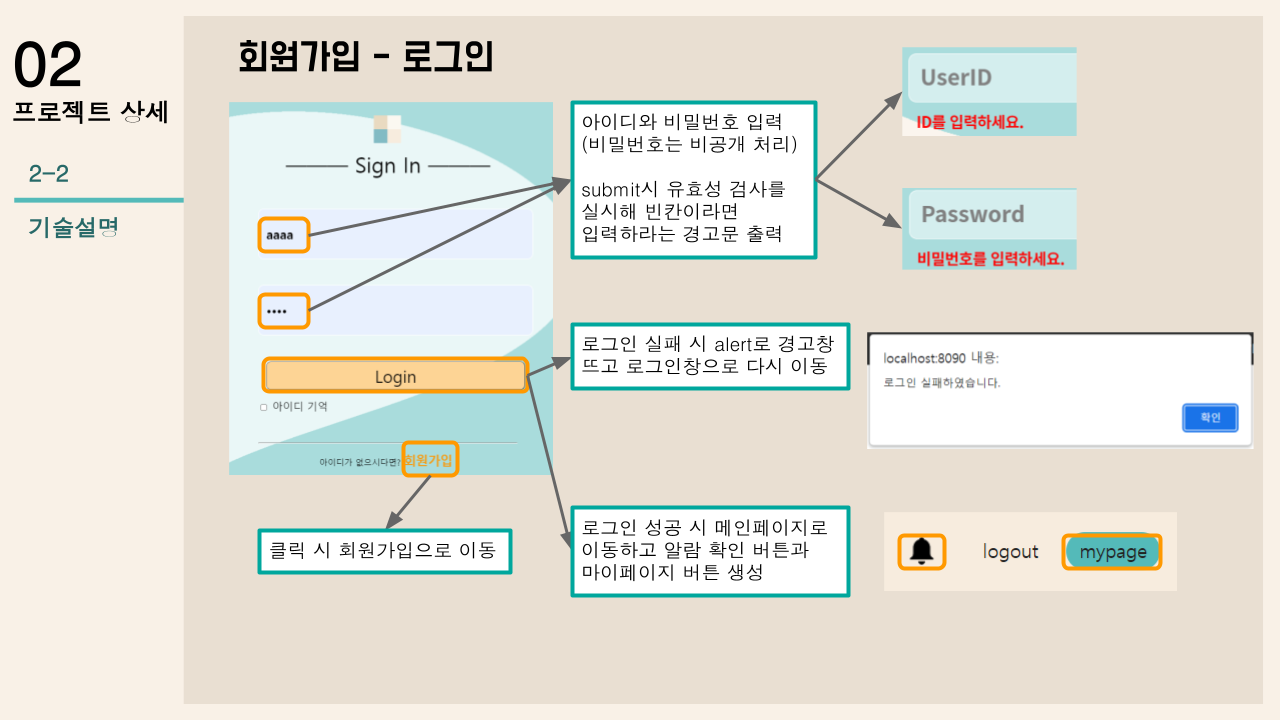 02
프로젝트 상세
2-2
기술설명
회원가입 - 로그인
Sign In
aaaa
••••
Login
아이디 기억
아이디가 없으시다면? 회원가입
클릭 시 회원가입으로 이동
아이디와 비밀번호 입력
(비밀번호는 비공개 처리)
submit시 유효성 검사를
실시해 빈칸이라면
입력하라는 경고문 출력
UserID
ID를 입력하세요.
Password
비밀번호를 입력하세요.
로그인 실패 시 alert로 경고창
뜨고 로그인창으로 다시 이동
localhost:8090 내용:
로그인 실패하였습니다.
확인
로그인 성공 시 메인페이지로
이동하고 알람 확인 버튼과
마이페이지 버튼 생성
logout
mypage